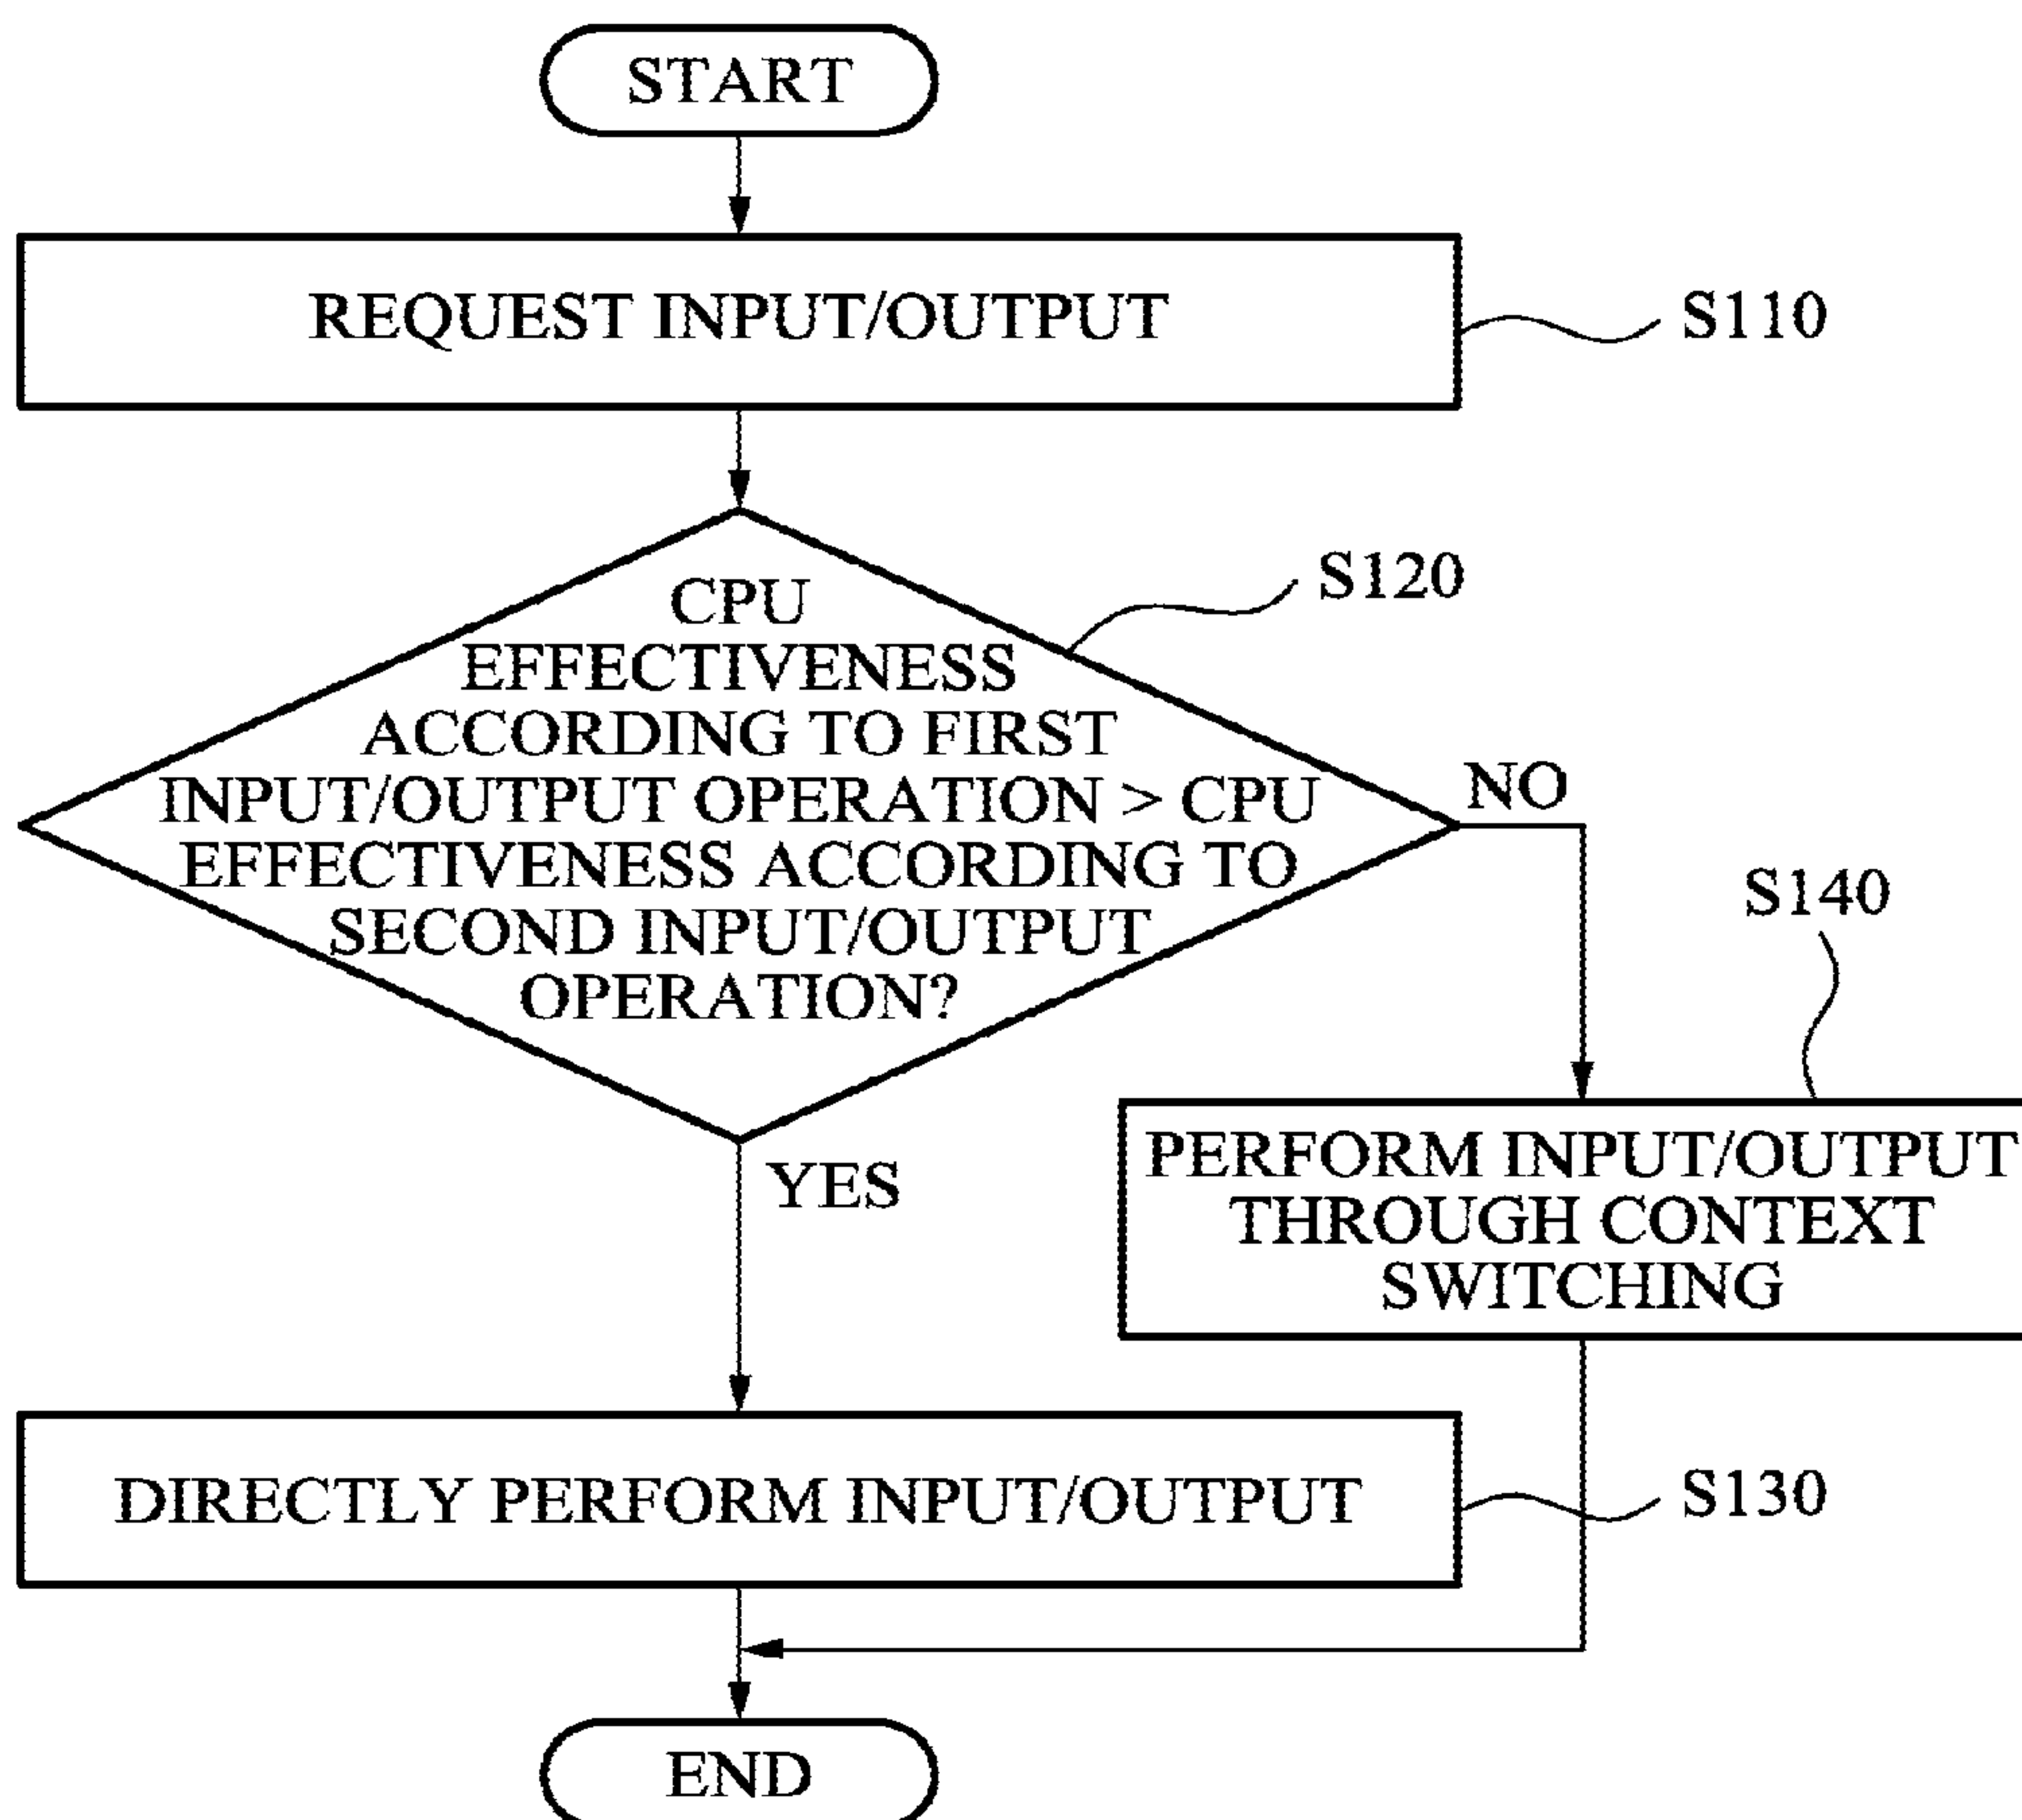 START
REQUEST INPUT/OUTPUT
S110
CPU
EFFECTIVENESS
ACCORDING TO FIRST
INPUT/OUTPUT OPERATION > CPU
EFFECTIVENESS ACCORDING TO
SECOND INPUT/OUTPUT
OPERATION?
S120
NO
YES
S140
PERFORM INPUT/OUTPUT
THROUGH CONTEXT
SWITCHING
DIRECTLY PERFORM INPUT/OUTPUT
S130
END